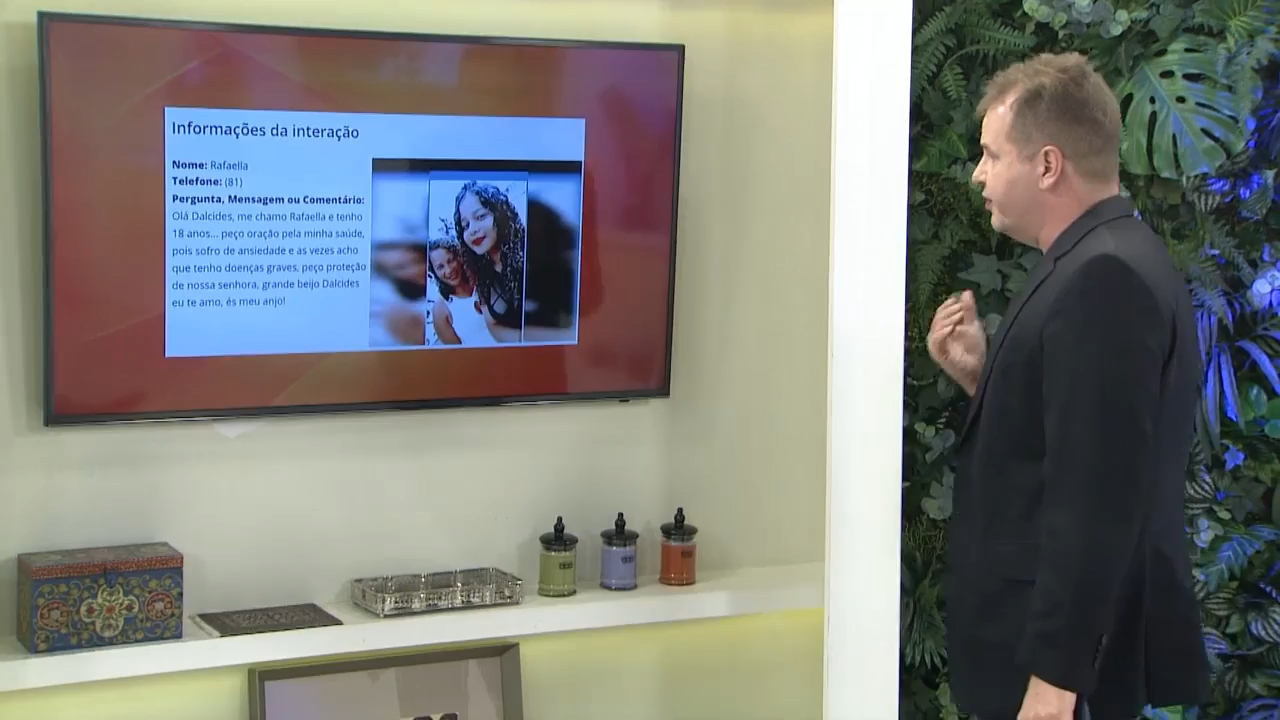 Informações da interação
Nome: Rafaella
Telefone: (81)
Pergunta, Mensagem ou Comentário:
Olá Dalcides, me chamo Rafaella e tenho
18 anos... peço oração pela minha saúde,
pois sofro de ansiedade e as vezes acho
que tenho doenças graves, peço proteção
de nossa senhora, grande beijo Dalcides
eu te amo, és meu anjo!